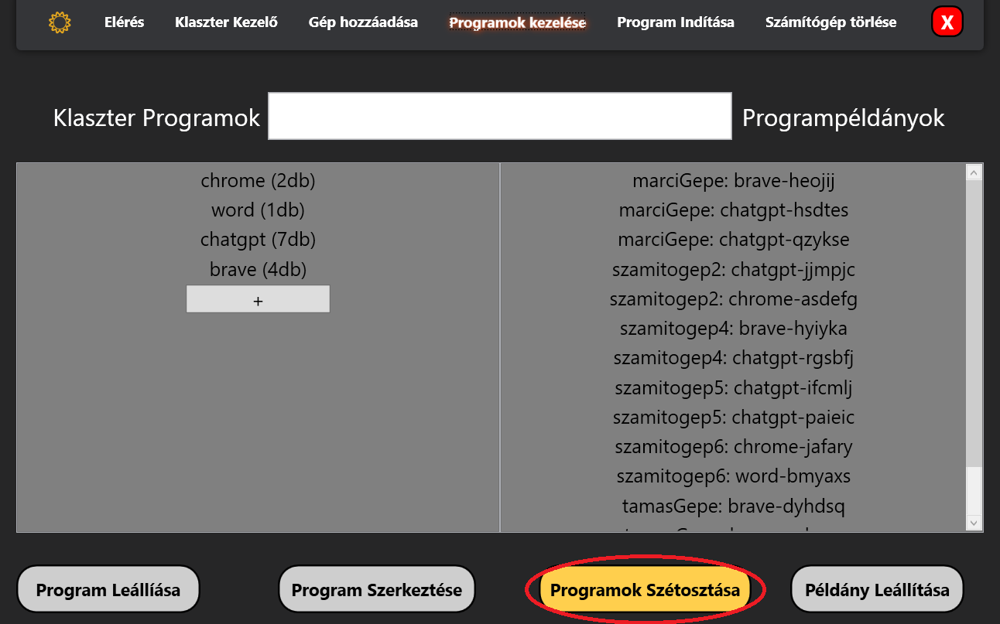 Elérés Klaszter Kezelő Gép hozzáadása Programok kezelése Program Indítása Számítógép törlése X
Klaszter Programok Programpéldányok
chrome (2db)
word (1db)
chatgpt (7db)
brave (4db)
+
marciGepe: brave-heojij
marciGepe: chatgpt-hsdtes
marciGepe: chatgpt-qzykse
szamitogep2: chatgpt-jjmpjc
szamitogep2: chrome-asdefg
szamitogep4: brave-hyiyka
szamitogep4: chatgpt-rgsbfj
szamitogep5: chatgpt-ifcmlj
szamitogep5: chatgpt-paieic
szamitogep6: chrome-jafary
szamitogep6: word-bmyaxs
tamasGepe: brave-dyhdsq
Program Leállíása Program Szerkeztése Programok Szétosztása Példány Leállítása